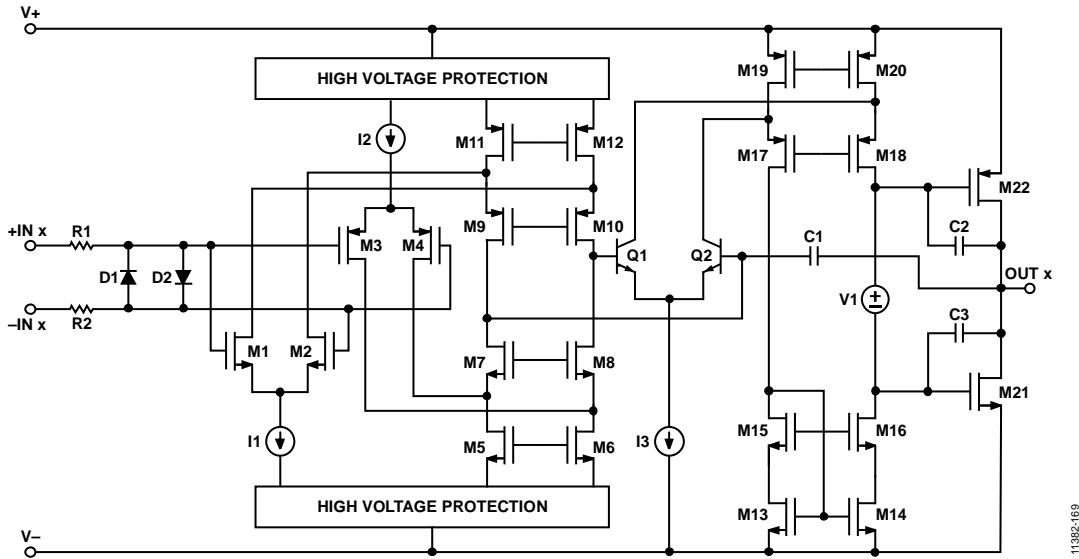 V+
HIGH VOLTAGE PROTECTION
M19
M20
I2
M11
M12
M17
M18
M22
+IN x
R1
M3
M4
M9
M10
C1
C2
D1
D2
Q1
Q2
OUT x
V1
–IN x
R2
C3
M1
M2
M7
M8
M21
I1
M5
M6
I3
M15
M16
HIGH VOLTAGE PROTECTION
M13
M14
V–
11382-169